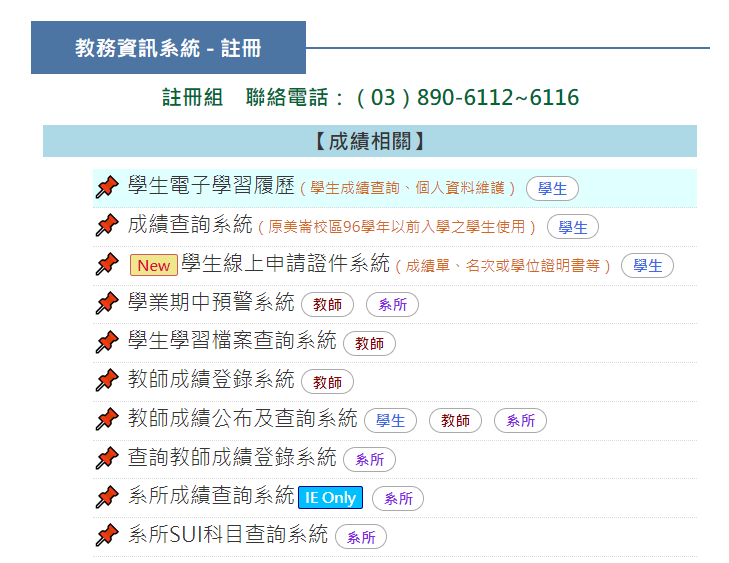 教務資訊系統 - 註冊
註冊組　聯絡電話：（03）890-6112~6116
【成績相關】
學生電子學習履歷（學生成績查詢、個人資料維護） 學生
成績查詢系統（原美崙校區96學年以前入學之學生使用） 學生
New 學生線上申請證件系統（成績單、名次或學位證明書等） 學生
學業期中預警系統 教師 系所
學生學習檔案查詢系統 教師
教師成績登錄系統 教師
教師成績公布及查詢系統 學生 教師 系所
查詢教師成績登錄系統 系所
系所成績查詢系統 IE Only 系所
系所SUI科目查詢系統 系所